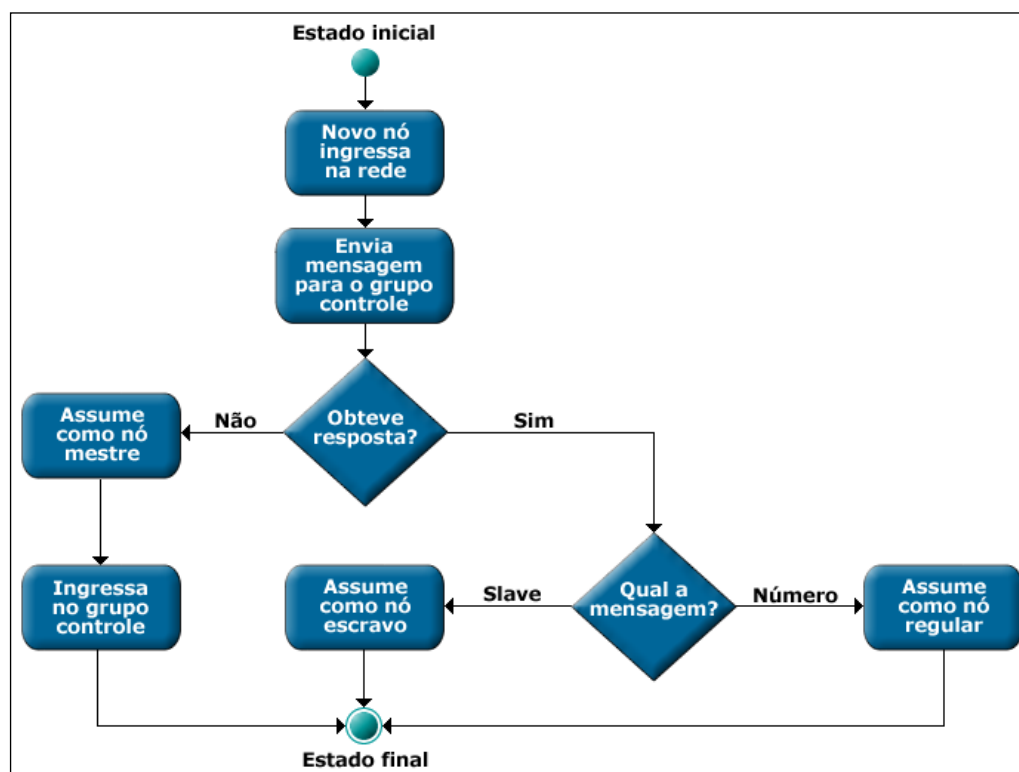 Estado inicial
Novo nó
ingressa
na rede
Envia
mensagem
para o grupo
controle
Obteve
resposta?
Não
Sim
Assume
como nó
mestre
Ingressa
no grupo
controle
Assume
como nó
escravo
Slave
Qual a
mensagem?
Número
Assume
como nó
regular
Estado final